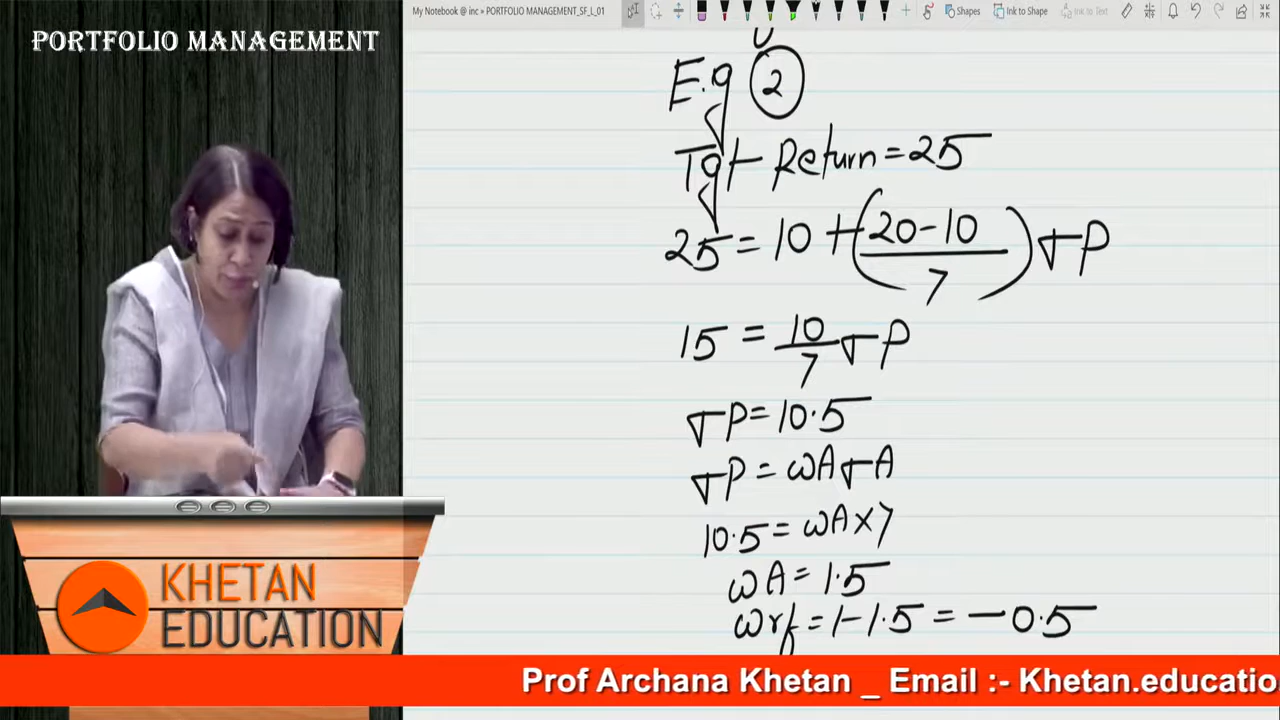 My Notebook @ inc » PORTFOLIO MANAGEMENT_SF_L_01
Shapes
Ink to Shape
Ink to Text
PORTFOLIO MANAGEMENT
E.g 2
Tgt Return = 25
25 = 10 + (20-10 / 7) σP
15 = 10/7 σP
σP = 10.5
σP = ωA σA
10.5 = ωA x 7
ωA = 1.5
ωrf = 1-1.5 = -0.5
KHETAN
EDUCATION
Prof Archana Khetan _ Email :- Khetan.educatio